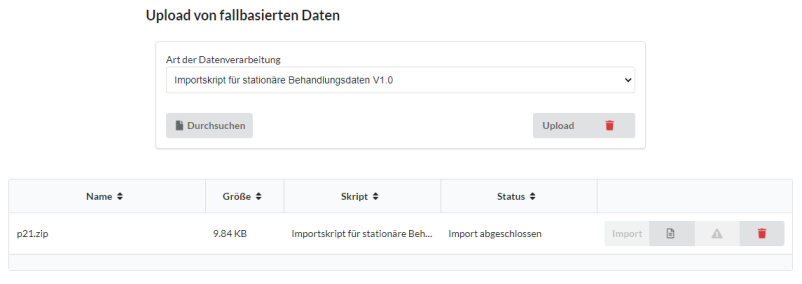 Upload von fallbasierten Daten
Art der Datenverarbeitung
Importskript für stationäre Behandlungsdaten V1.0
Durchsuchen Upload
Name Größe Skript Status
p21.zip 9.84 KB Importskript für stationäre Beh... Import abgeschlossen Import